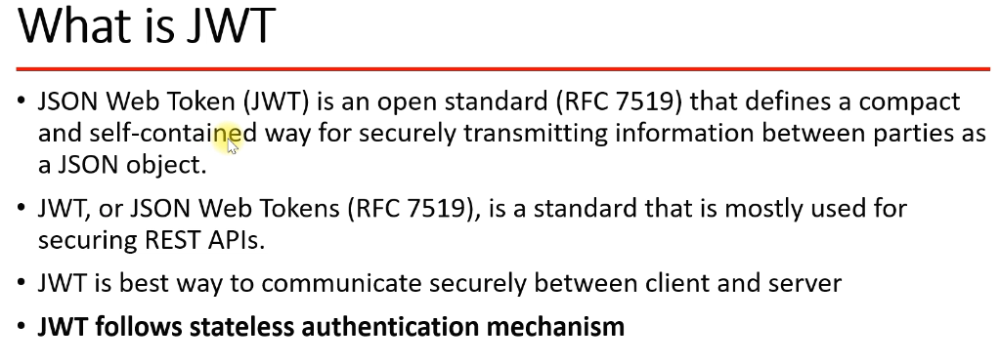 What is JWT
• JSON Web Token (JWT) is an open standard (RFC 7519) that defines a compact
and self-contained way for securely transmitting information between parties as
a JSON object.
• JWT, or JSON Web Tokens (RFC 7519), is a standard that is mostly used for
securing REST APIs.
• JWT is best way to communicate securely between client and server
• JWT follows stateless authentication mechanism